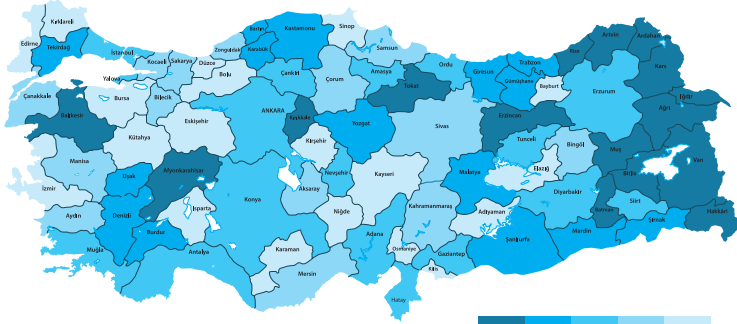 Kırklareli
Edirne
Tekirdağ
İstanbul
Kocaeli
Sakarya
Düzce
Zonguldak
Bartın
Karabük
Kastamonu
Sinop
Samsun
Ordu
Giresun
Trabzon
Rize
Artvin
Ardahan
Kars
Yalova
Bolu
Çankırı
Çorum
Amasya
Tokat
Gümüşhane
Bayburt
Erzurum
Iğdır
Ağrı
Çanakkale
Bursa
Bilecik
Balıkesir
Eskişehir
ANKARA
Kırıkkale
Yozgat
Sivas
Erzincan
Kütahya
Kırşehir
Tunceli
Bingöl
Muş
Van
Manisa
Uşak
Afyonkarahisar
Nevşehir
Kayseri
Malatya
Elazığ
Bitlis
İzmir
Aksaray
Konya
Isparta
Niğde
Kahramanmaraş
Adıyaman
Diyarbakır
Batman
Siirt
Hakkâri
Aydın
Denizli
Burdur
Şırnak
Mardin
Şanlıurfa
Muğla
Antalya
Karaman
Mersin
Adana
Osmaniye
Gaziantep
Kilis
Hatay